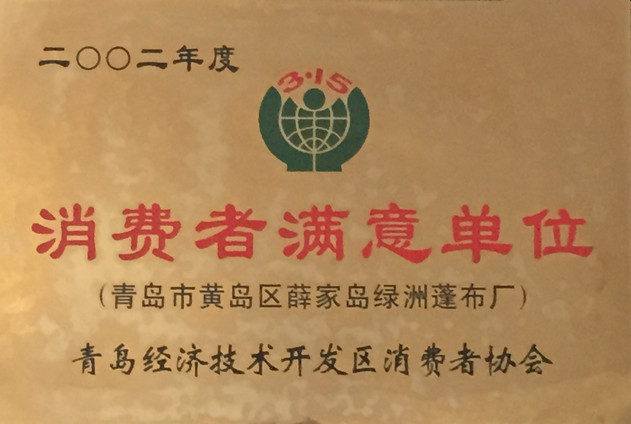 二〇〇二年度
3·15
消费者满意单位
(青岛市黄岛区薛家岛绿洲蓬布厂)
青岛经济技术开发区消费者协会